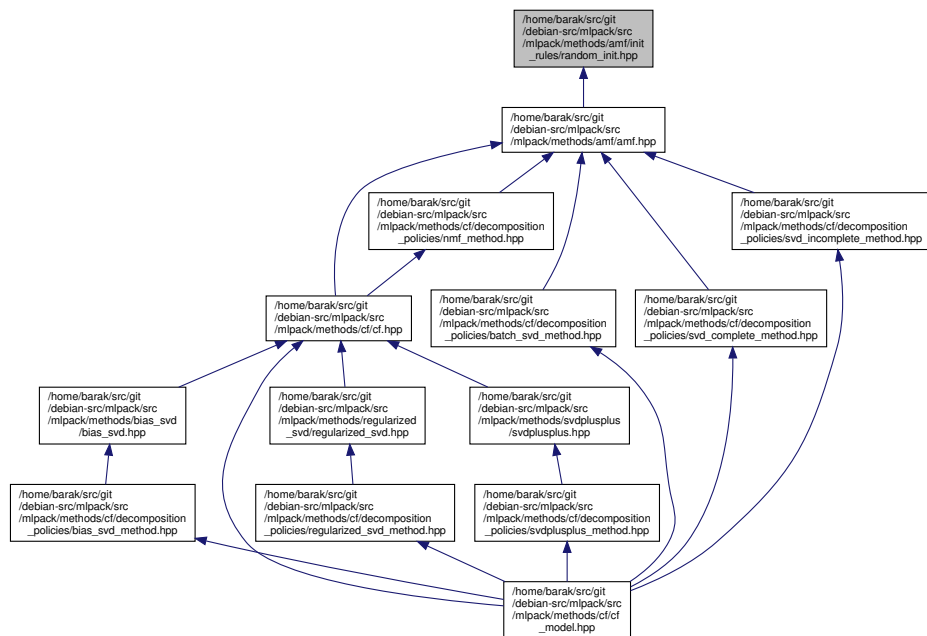 /home/barak/src/git
/debian-src/mlpack/src
/mlpack/methods/amf/init
_rules/random_init.hpp
/home/barak/src/git
/debian-src/mlpack/src
/mlpack/methods/amf/amf.hpp
/home/barak/src/git
/debian-src/mlpack/src
/mlpack/methods/cf/decomposition
_policies/nmf_method.hpp
/home/barak/src/git
/debian-src/mlpack/src
/mlpack/methods/cf/decomposition
_policies/svd_incomplete_method.hpp
/home/barak/src/git
/debian-src/mlpack/src
/mlpack/methods/cf/cf.hpp
/home/barak/src/git
/debian-src/mlpack/src
/mlpack/methods/cf/decomposition
_policies/batch_svd_method.hpp
/home/barak/src/git
/debian-src/mlpack/src
/mlpack/methods/cf/decomposition
_policies/svd_complete_method.hpp
/home/barak/src/git
/debian-src/mlpack/src
/mlpack/methods/bias_svd
/bias_svd.hpp
/home/barak/src/git
/debian-src/mlpack/src
/mlpack/methods/regularized
_svd/regularized_svd.hpp
/home/barak/src/git
/debian-src/mlpack/src
/mlpack/methods/svdplusplus
/svdplusplus.hpp
/home/barak/src/git
/debian-src/mlpack/src
/mlpack/methods/cf/decomposition
_policies/bias_svd_method.hpp
/home/barak/src/git
/debian-src/mlpack/src
/mlpack/methods/cf/decomposition
_policies/regularized_svd_method.hpp
/home/barak/src/git
/debian-src/mlpack/src
/mlpack/methods/cf/decomposition
_policies/svdplusplus_method.hpp
/home/barak/src/git
/debian-src/mlpack/src
/mlpack/methods/cf/cf
_model.hpp